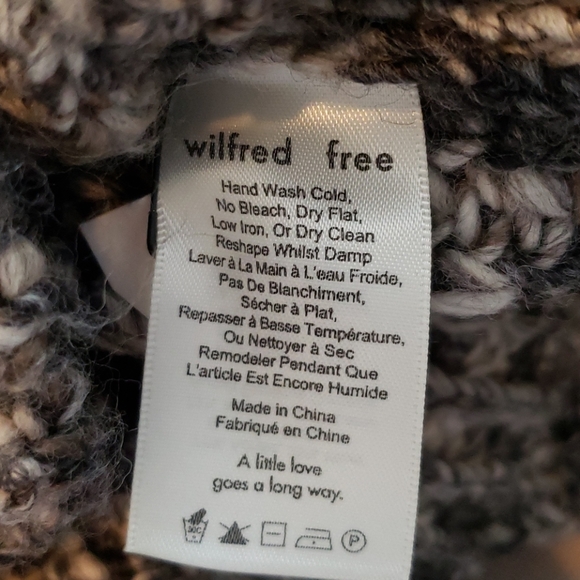 wilfred free
Hand Wash Cold,
No Bleach, Dry Flat,
Low Iron, Or Dry Clean
Reshape Whilst Damp
Laver à La Main à L'eau Froide,
Pas De Blanchiment,
Sécher à Plat,
Repasser à Basse Température,
Ou Nettoyer à Sec
Remodeler Pendant Que
L'article Est Encore Humide
Made in China
Fabriqué en Chine
A little love
goes a long way.
30C P